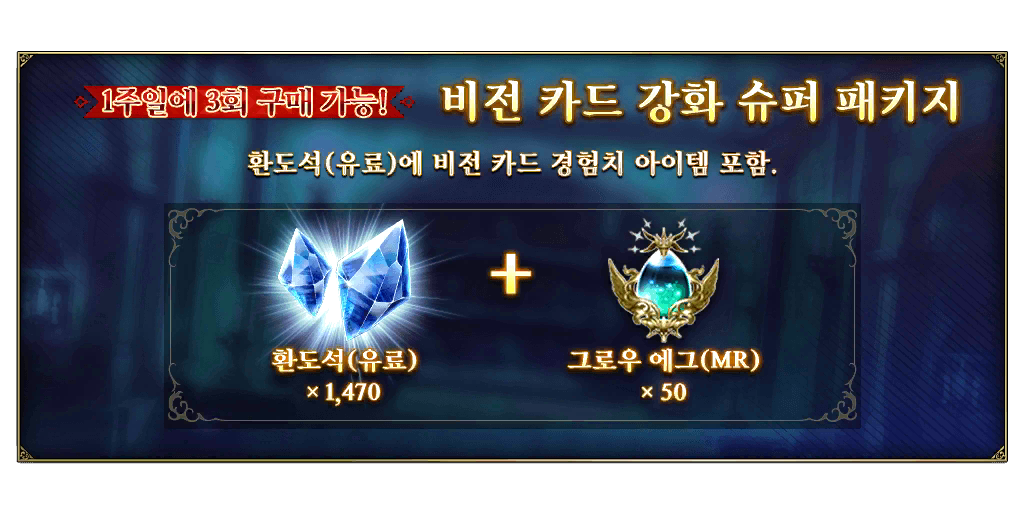 1주일에 3회 구매 가능!
비전 카드 강화 슈퍼 패키지
환도석(유료)에 비전 카드 경험치 아이템 포함.
+
환도석(유료)
×1,470
그로우 에그(MR)
×50